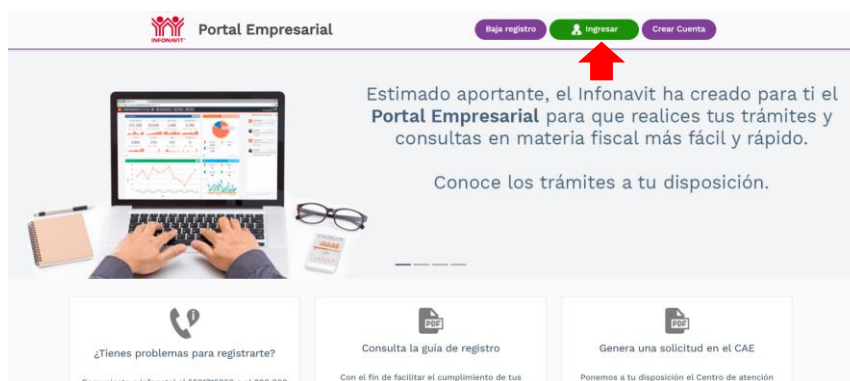 INFONAVIT
Portal Empresarial
Baja registro
Ingresar
Crear Cuenta
Estimado aportante, el Infonavit ha creado para ti el
Portal Empresarial para que realices tus trámites y
consultas en materia fiscal más fácil y rápido.
Conoce los trámites a tu disposición.
¿Tienes problemas para registrarte?
PDF
Consulta la guía de registro
Con el fin de facilitar el cumplimiento de tus
PDF
Genera una solicitud en el CAE
Ponemos a tu disposición el Centro de atención